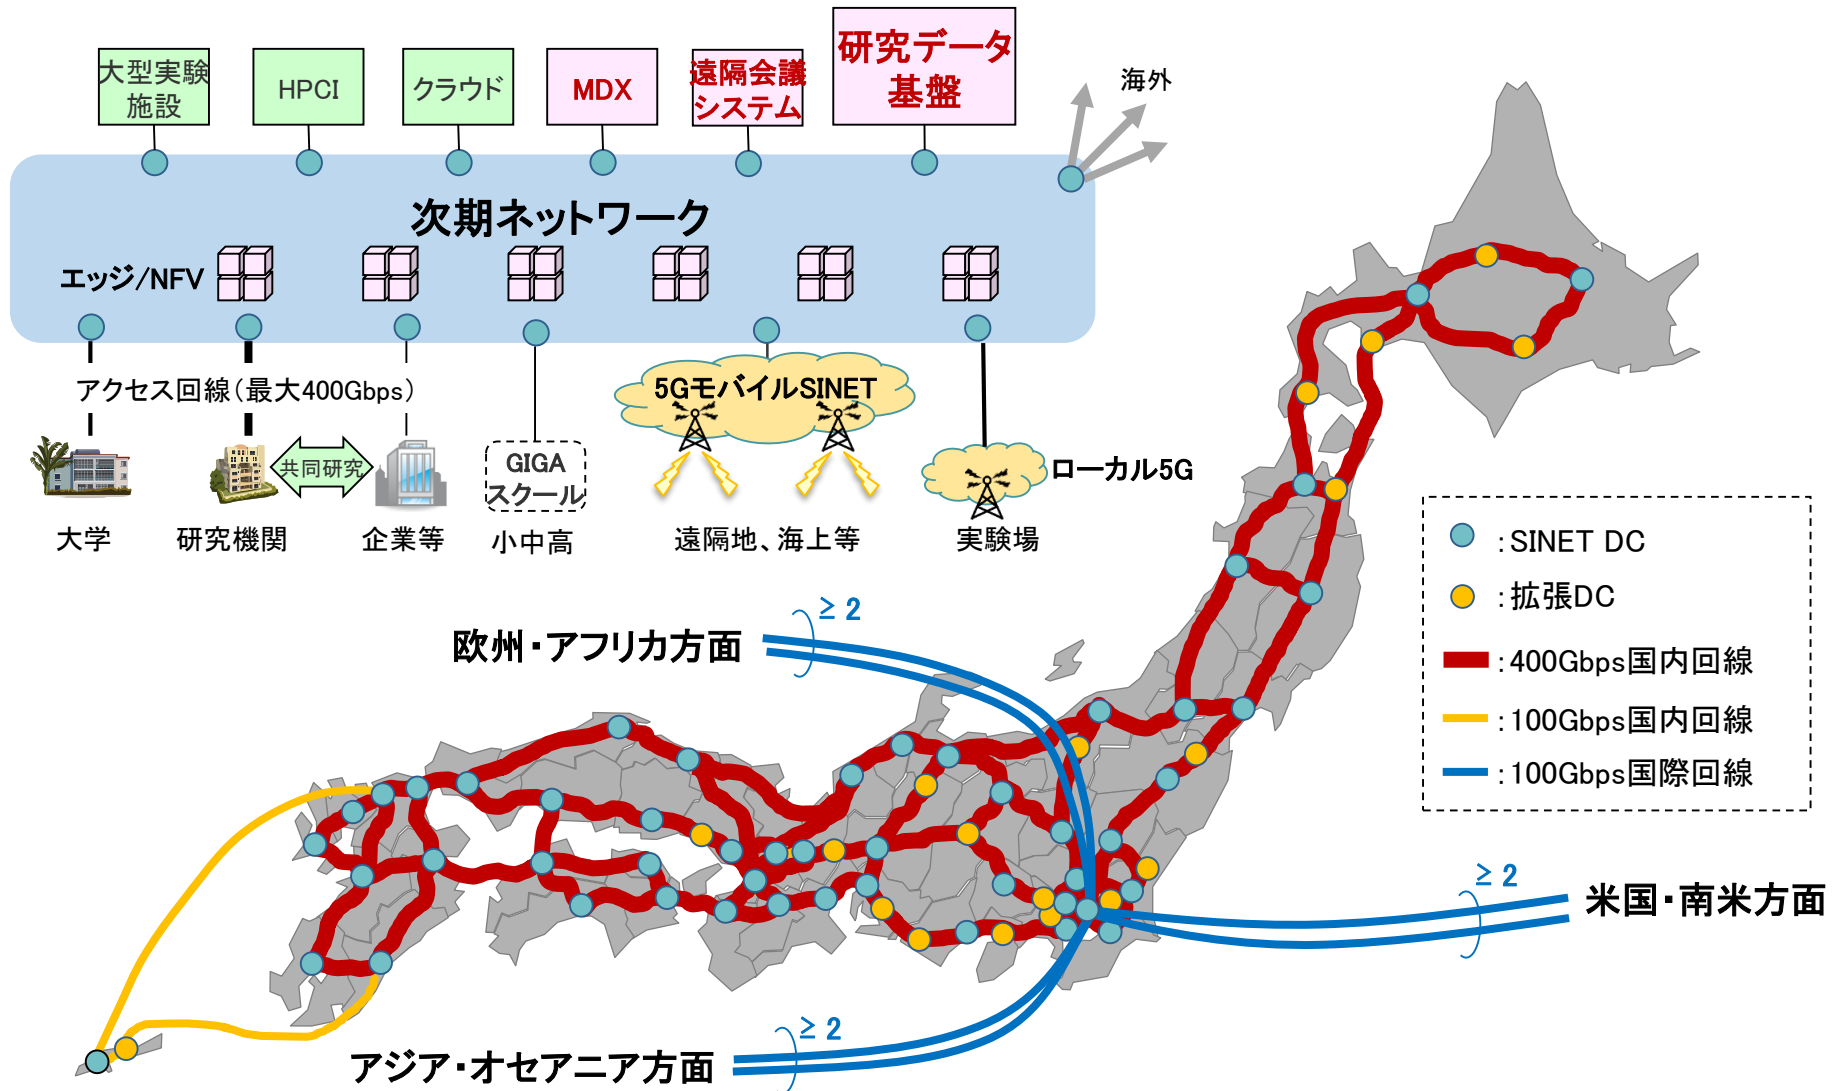 大型実験
施設
HPCI
クラウド
MDX
遠隔会議
システム
研究データ
基盤
海外
次期ネットワーク
エッジ/NFV
アクセス回線(最大400Gbps)
5GモバイルSINET
共同研究
GIGA
スクール
ローカル5G
大学
研究機関
企業等
小中高
遠隔地、海上等
実験場
:SINET DC
:拡張DC
:400Gbps国内回線
:100Gbps国内回線
:100Gbps国際回線
≥ 2
欧州・アフリカ方面
≥ 2
米国・南米方面
≥ 2
アジア・オセアニア方面